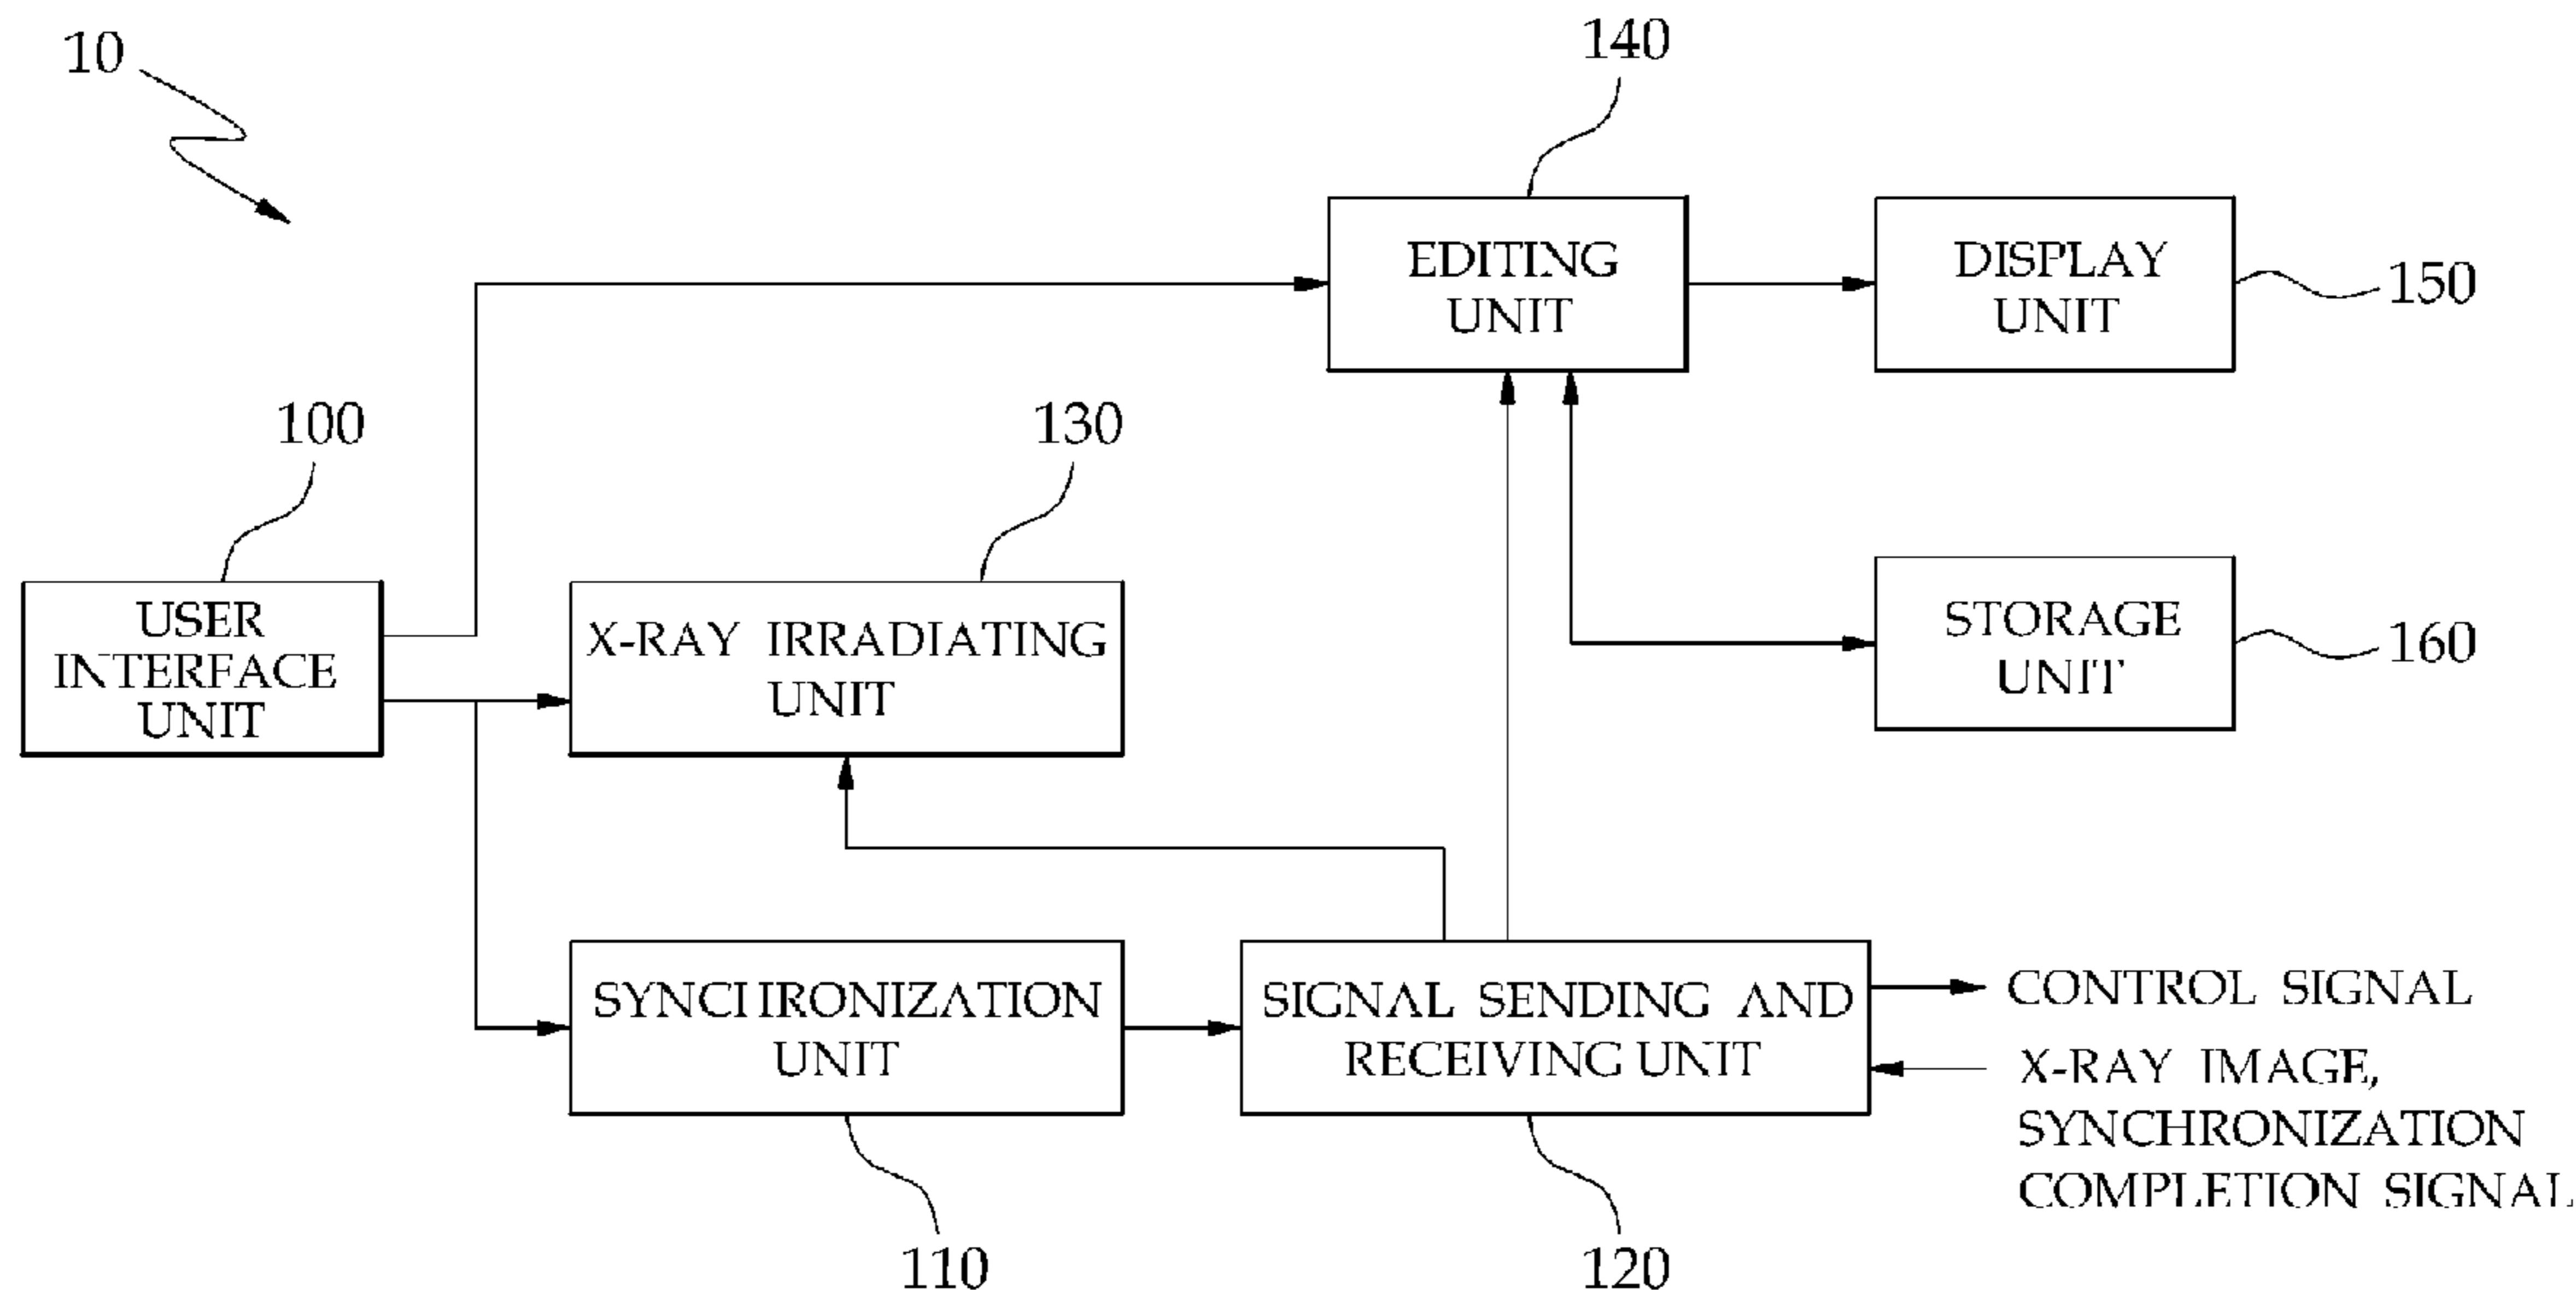 10
140
EDITING
UNIT
DISPLAY
UNIT
150
100
130
USER
INTERFACE
UNIT
X-RAY IRRADIATING
UNIT
STORAGE
UNIT
160
SYNCHRONIZATION
UNIT
SIGNAL SENDING AND
RECEIVING UNIT
CONTROL SIGNAL
X-RAY IMAGE,
SYNCHRONIZATION
COMPLETION SIGNAL
110
120